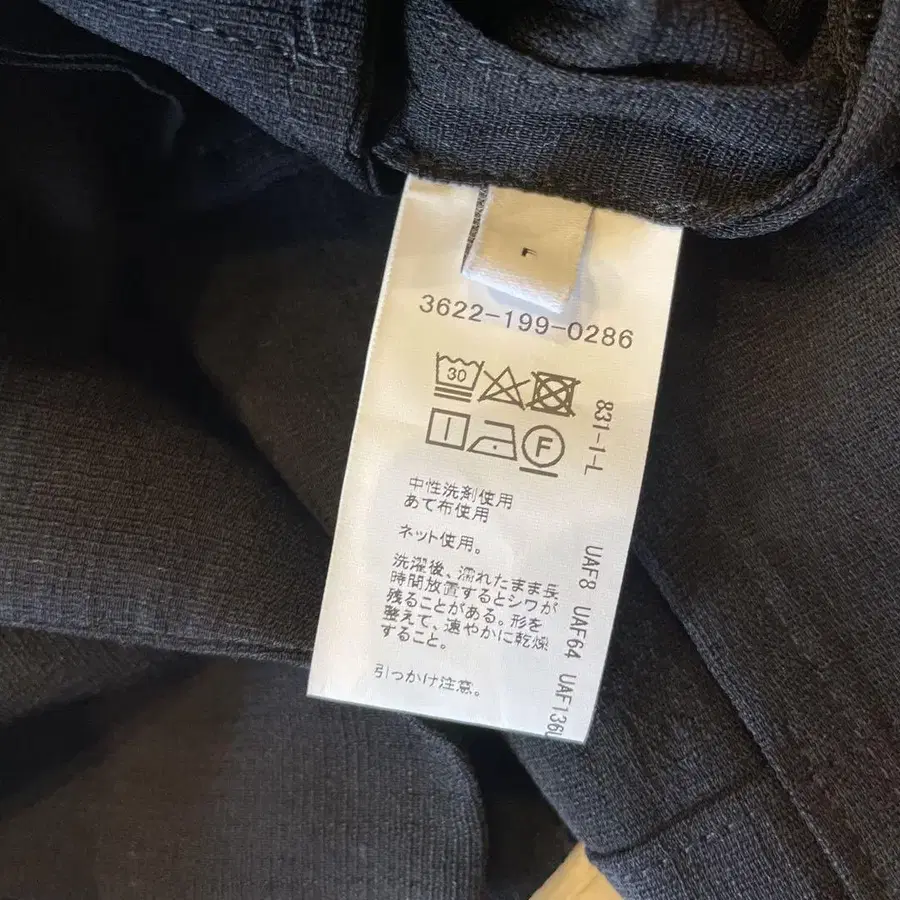 F
3622-199-0286
30
F
831-1-L
中性洗剤使用
あて布使用
ネット使用。
洗濯後、濡れたまま長
時間放置するとシワが
残ることがある。形を
整えて、速やかに乾燥
すること。
引っかけ注意。
UAF8 UAF64